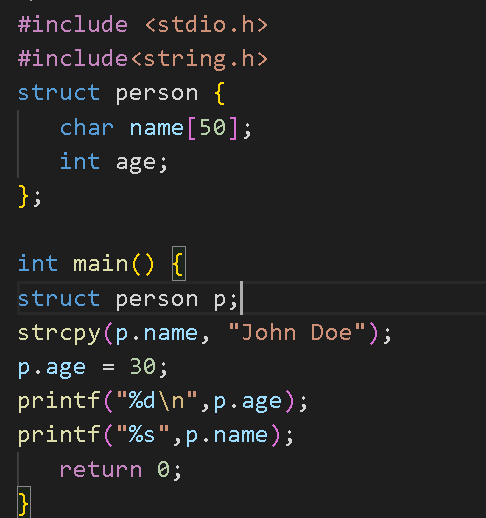 #include <stdio.h>
#include<string.h>
struct person {
   char name[50];
   int age;
};

int main() {
struct person p;
strcpy(p.name, "John Doe");
p.age = 30;
printf("%d\n",p.age);
printf("%s",p.name);
   return 0;
}